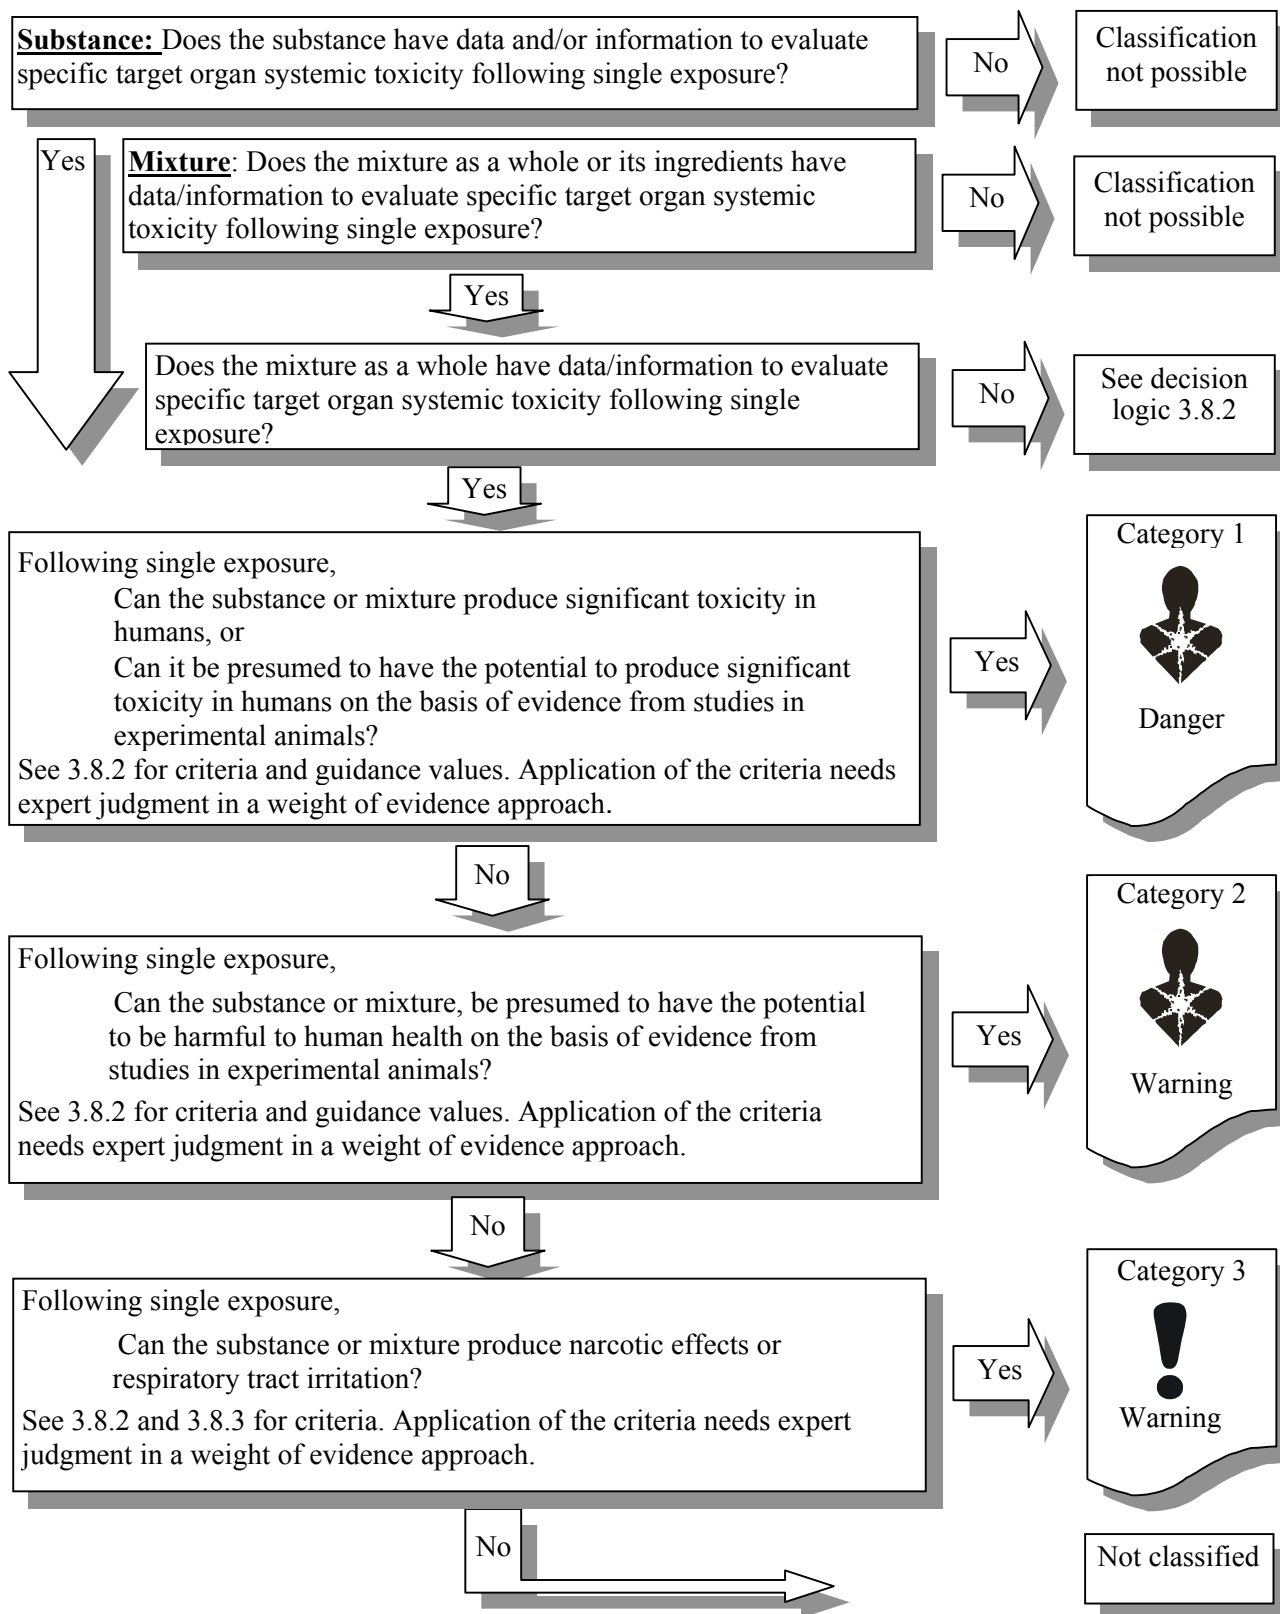 Substance: Does the substance have data and/or information to evaluate
specific target organ systemic toxicity following single exposure?
No
Classification
not possible
Yes
Mixture: Does the mixture as a whole or its ingredients have
data/information to evaluate specific target organ systemic
toxicity following single exposure?
No
Classification
not possible
Yes
Does the mixture as a whole have data/information to evaluate
specific target organ systemic toxicity following single
exposure?
No
See decision
logic 3.8.2
Yes
Following single exposure,
Can the substance or mixture produce significant toxicity in
humans, or
Can it be presumed to have the potential to produce significant
toxicity in humans on the basis of evidence from studies in
experimental animals?
See 3.8.2 for criteria and guidance values. Application of the criteria needs
expert judgment in a weight of evidence approach.
Yes
Category 1
Danger
No
Following single exposure,
Can the substance or mixture, be presumed to have the potential
to be harmful to human health on the basis of evidence from
studies in experimental animals?
See 3.8.2 for criteria and guidance values. Application of the criteria
needs expert judgment in a weight of evidence approach.
Yes
Category 2
Warning
No
Following single exposure,
Can the substance or mixture produce narcotic effects or
respiratory tract irritation?
See 3.8.2 and 3.8.3 for criteria. Application of the criteria needs expert
judgment in a weight of evidence approach.
Yes
Category 3
Warning
No
Not classified